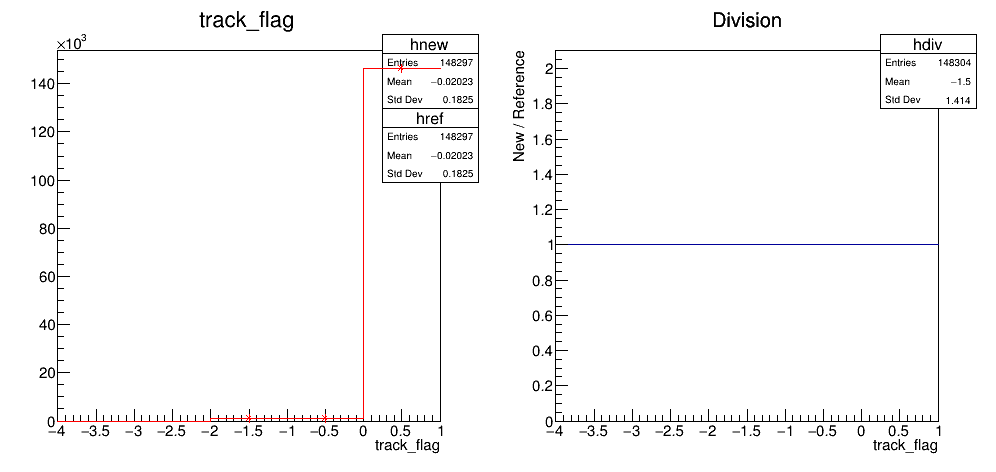 track_flag
×10³
hnew
Entries 148297
Mean −0.02023
Std Dev 0.1825
href
Entries 148297
Mean −0.02023
Std Dev 0.1825
140
120
100
80
60
40
20
0
−4 −3.5 −3 −2.5 −2 −1.5 −1 −0.5 0 0.5 1
track_flag
Division
hdiv
Entries 148304
Mean −1.5
Std Dev 1.414
New / Reference
2
1.8
1.6
1.4
1.2
1
0.8
0.6
0.4
0.2
0
−4 −3.5 −3 −2.5 −2 −1.5 −1 −0.5 0 0.5 1
track_flag